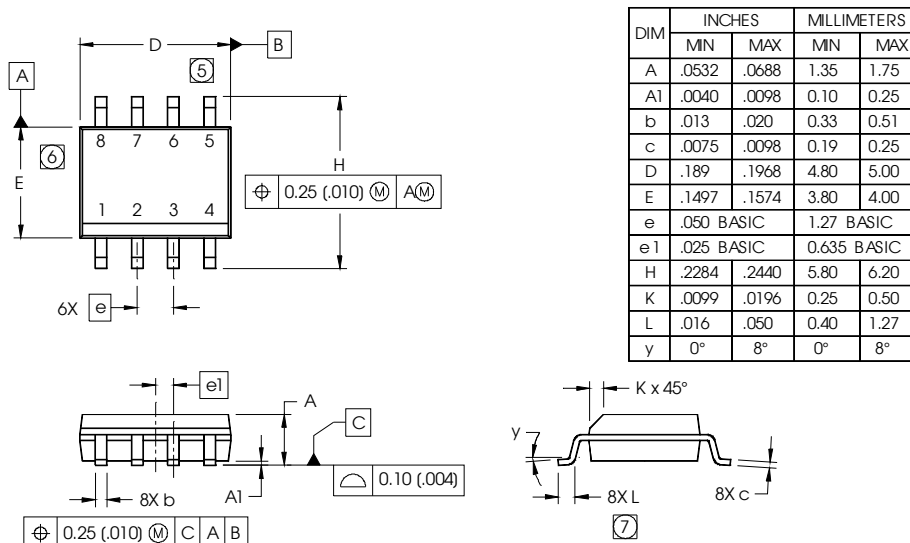 D
B
5
A
8 7 6 5
6
E
H
⌖ 0.25 (.010) Ⓜ AⓂ
1 2 3 4
6X e
DIM INCHES MILLIMETERS
MIN MAX MIN MAX
A .0532 .0688 1.35 1.75
A1 .0040 .0098 0.10 0.25
b .013 .020 0.33 0.51
c .0075 .0098 0.19 0.25
D .189 .1968 4.80 5.00
E .1497 .1574 3.80 4.00
e .050 BASIC 1.27 BASIC
e1 .025 BASIC 0.635 BASIC
H .2284 .2440 5.80 6.20
K .0099 .0196 0.25 0.50
L .016 .050 0.40 1.27
y 0° 8° 0° 8°
e1
A
C
A1
8X b
⌓ 0.10 (.004)
⌖ 0.25 (.010) Ⓜ C A B
K x 45°
y
8X L
8X c
7